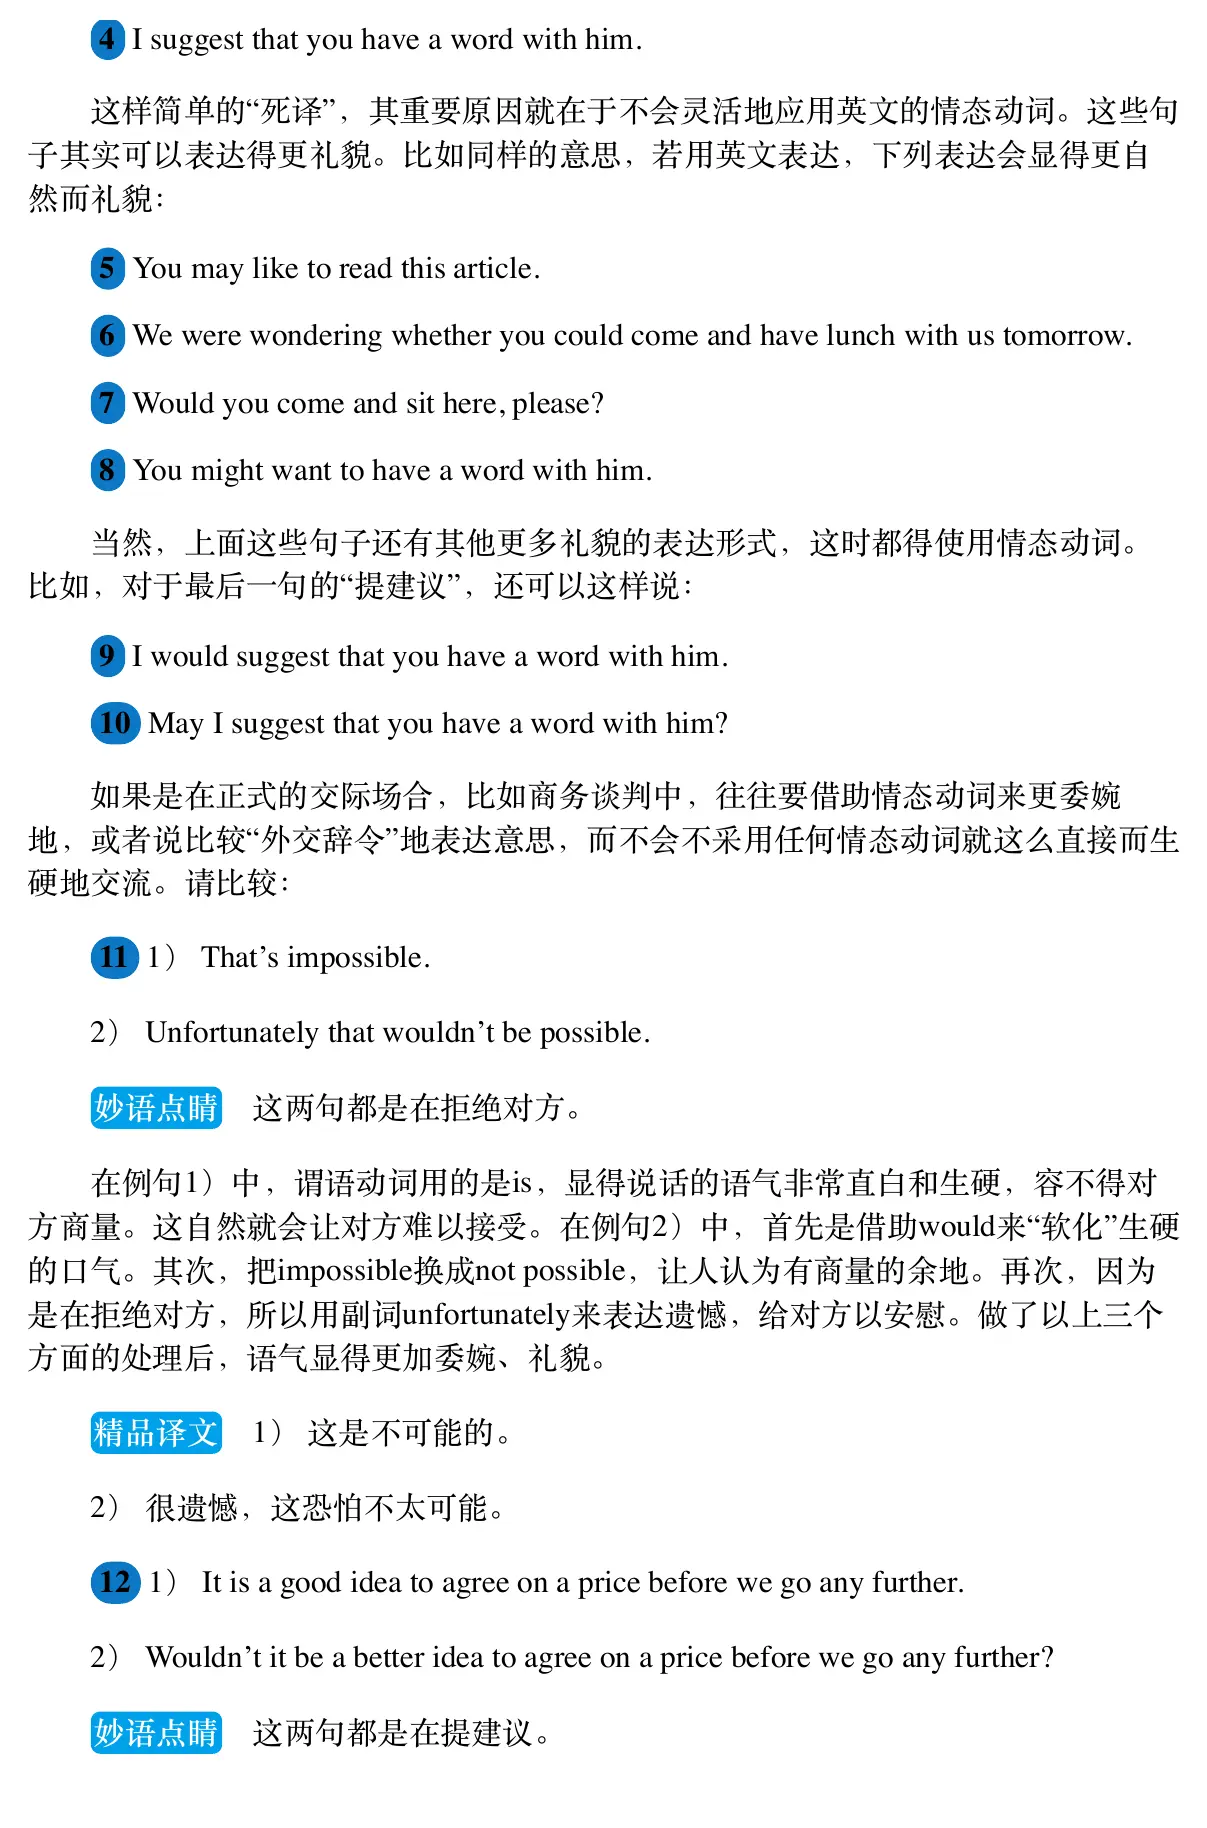 4 I suggest that you have a word with him.
这样简单的“死译”，其重要原因就在于不会灵活地应用英文的情态动词。这些句
子其实可以表达得更礼貌。比如同样的意思，若用英文表达，下列表达会显得更自
然而礼貌：
5 You may like to read this article.
6 We were wondering whether you could come and have lunch with us tomorrow.
7 Would you come and sit here, please?
8 You might want to have a word with him.
当然，上面这些句子还有其他更多礼貌的表达形式，这时都得使用情态动词。
比如，对于最后一句的“提建议”，还可以这样说：
9 I would suggest that you have a word with him.
10 May I suggest that you have a word with him?
如果是在正式的交际场合，比如商务谈判中，往往要借助情态动词来更委婉
地，或者说比较“外交辞令”地表达意思，而不会不采用任何情态动词就这么直接而生
硬地交流。请比较：
11 1） That’s impossible.
2） Unfortunately that wouldn’t be possible.
妙语点睛 这两句都是在拒绝对方。
在例句1）中，谓语动词用的是is，显得说话的语气非常直白和生硬，容不得对
方商量。这自然就会让对方难以接受。在例句2）中，首先是借助would来“软化”生硬
的口气。其次，把impossible换成not possible，让人认为有商量的余地。再次，因为
是在拒绝对方，所以用副词unfortunately来表达遗憾，给对方以安慰。做了以上三个
方面的处理后，语气显得更加委婉、礼貌。
精品译文 1） 这是不可能的。
2） 很遗憾，这恐怕不太可能。
12 1） It is a good idea to agree on a price before we go any further.
2） Wouldn’t it be a better idea to agree on a price before we go any further?
妙语点睛 这两句都是在提建议。